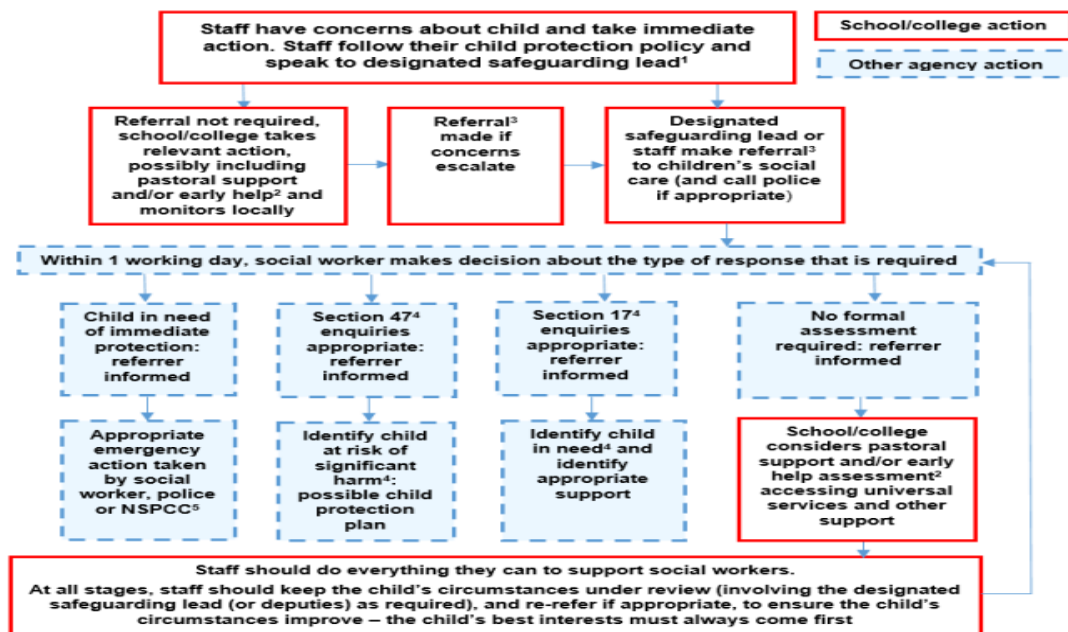 Staff have concerns about child and take immediate
action. Staff follow their child protection policy and
speak to designated safeguarding lead¹
School/college action
Other agency action
Referral not required,
school/college takes
relevant action,
possibly including
pastoral support
and/or early help² and
monitors locally
Referral³
made if
concerns
escalate
Designated
safeguarding lead or
staff make referral³
to children's social
care (and call police
if appropriate)
Within 1 working day, social worker makes decision about the type of response that is required
Child in need
of immediate
protection:
referrer
informed
Section 47⁴
enquiries
appropriate:
referrer
informed
Section 17⁴
enquiries
appropriate:
referrer
informed
No formal
assessment
required: referrer
informed
Appropriate
emergency
action taken
by social
worker, police
or NSPCC⁵
Identify child
at risk of
significant
harm⁴:
possible child
protection
plan
Identify child
in need⁴ and
identify
appropriate
support
School/college
considers pastoral
support and/or early
help assessment²
accessing universal
services and other
support
Staff should do everything they can to support social workers.
At all stages, staff should keep the child's circumstances under review (involving the designated
safeguarding lead (or deputies) as required), and re-refer if appropriate, to ensure the child's
circumstances improve – the child's best interests must always come first